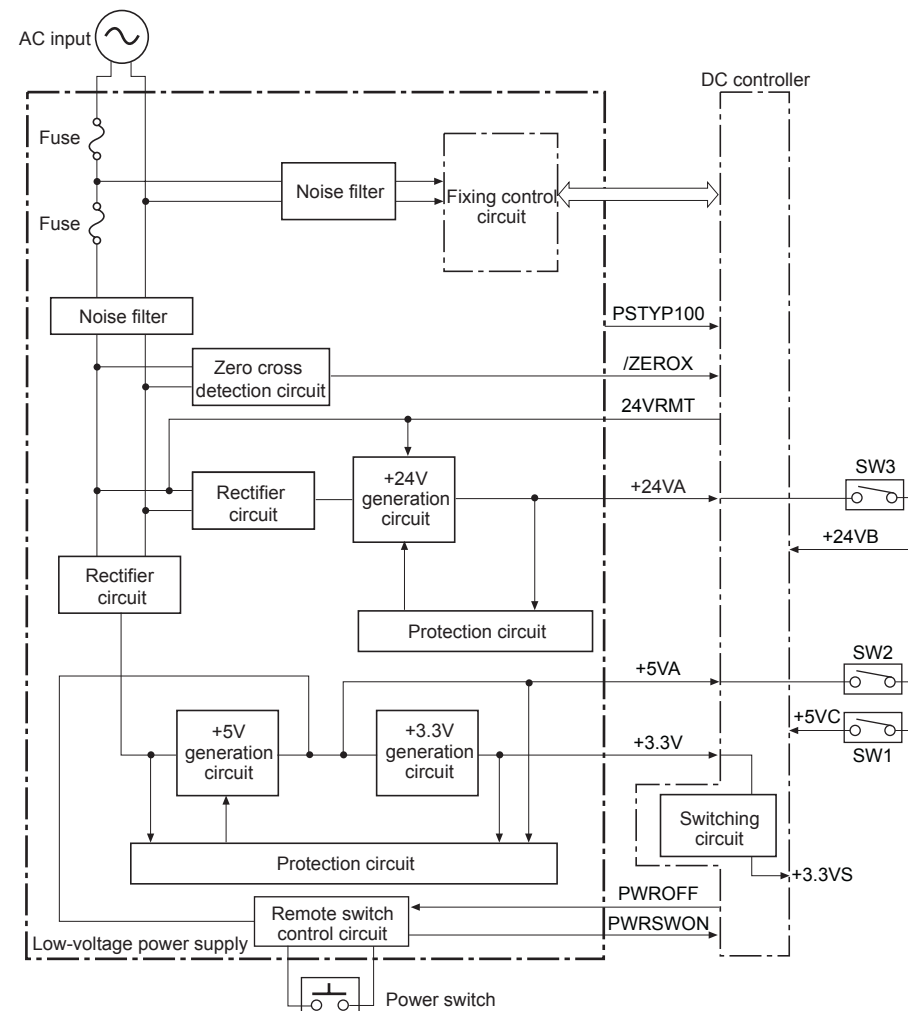 AC input
DC controller
Fuse
Noise filter
Fixing control
circuit
Fuse
Noise filter
PSTYP100
Zero cross
detection circuit
/ZEROX
24VRMT
Rectifier
circuit
+24V
generation
circuit
+24VA
SW3
+24VB
Rectifier
circuit
Protection circuit
+5VA
SW2
+5V
generation
circuit
+3.3V
generation
circuit
+3.3V
+5VC
SW1
Switching
circuit
Protection circuit
+3.3VS
PWROFF
Remote switch
control circuit
PWRSWON
Low-voltage power supply
Power switch